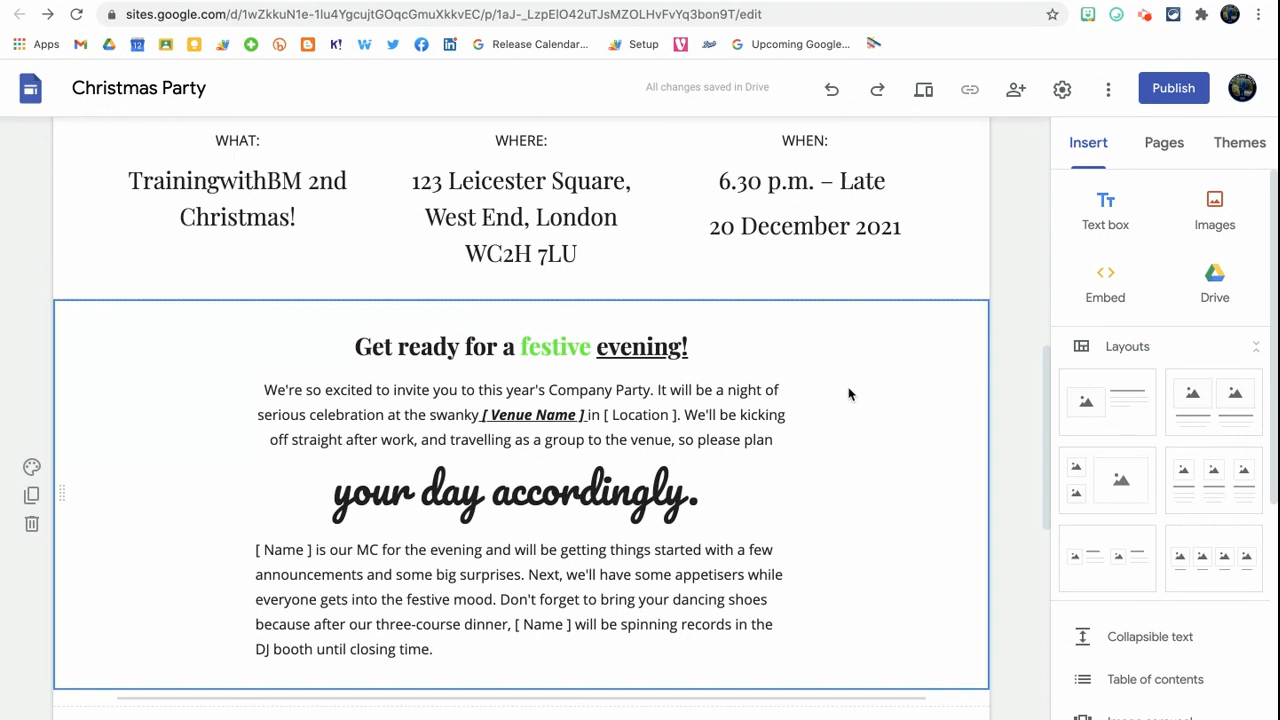 sites.google.com/d/1wZkkuN1e-1lu4YgcujtGOqcGmuXkkvEC/p/1aJ-_LzpElO42uTJsMZOLHvFvYq3bon9T/edit
Apps
Release Calendar...
Setup
Upcoming Google...
Christmas Party
All changes saved in Drive
Publish
WHAT:
TrainingwithBM 2nd
Christmas!
WHERE:
123 Leicester Square,
West End, London
WC2H 7LU
WHEN:
6.30 p.m. – Late
20 December 2021
Get ready for a festive evening!
We're so excited to invite you to this year's Company Party. It will be a night of
serious celebration at the swanky [ Venue Name ] in [ Location ]. We'll be kicking
off straight after work, and travelling as a group to the venue, so please plan
your day accordingly.
[ Name ] is our MC for the evening and will be getting things started with a few
announcements and some big surprises. Next, we'll have some appetisers while
everyone gets into the festive mood. Don't forget to bring your dancing shoes
because after our three-course dinner, [ Name ] will be spinning records in the
DJ booth until closing time.
Insert
Pages
Themes
Tт
Text box
Images
Embed
Drive
Layouts
Collapsible text
Table of contents
Image carousel